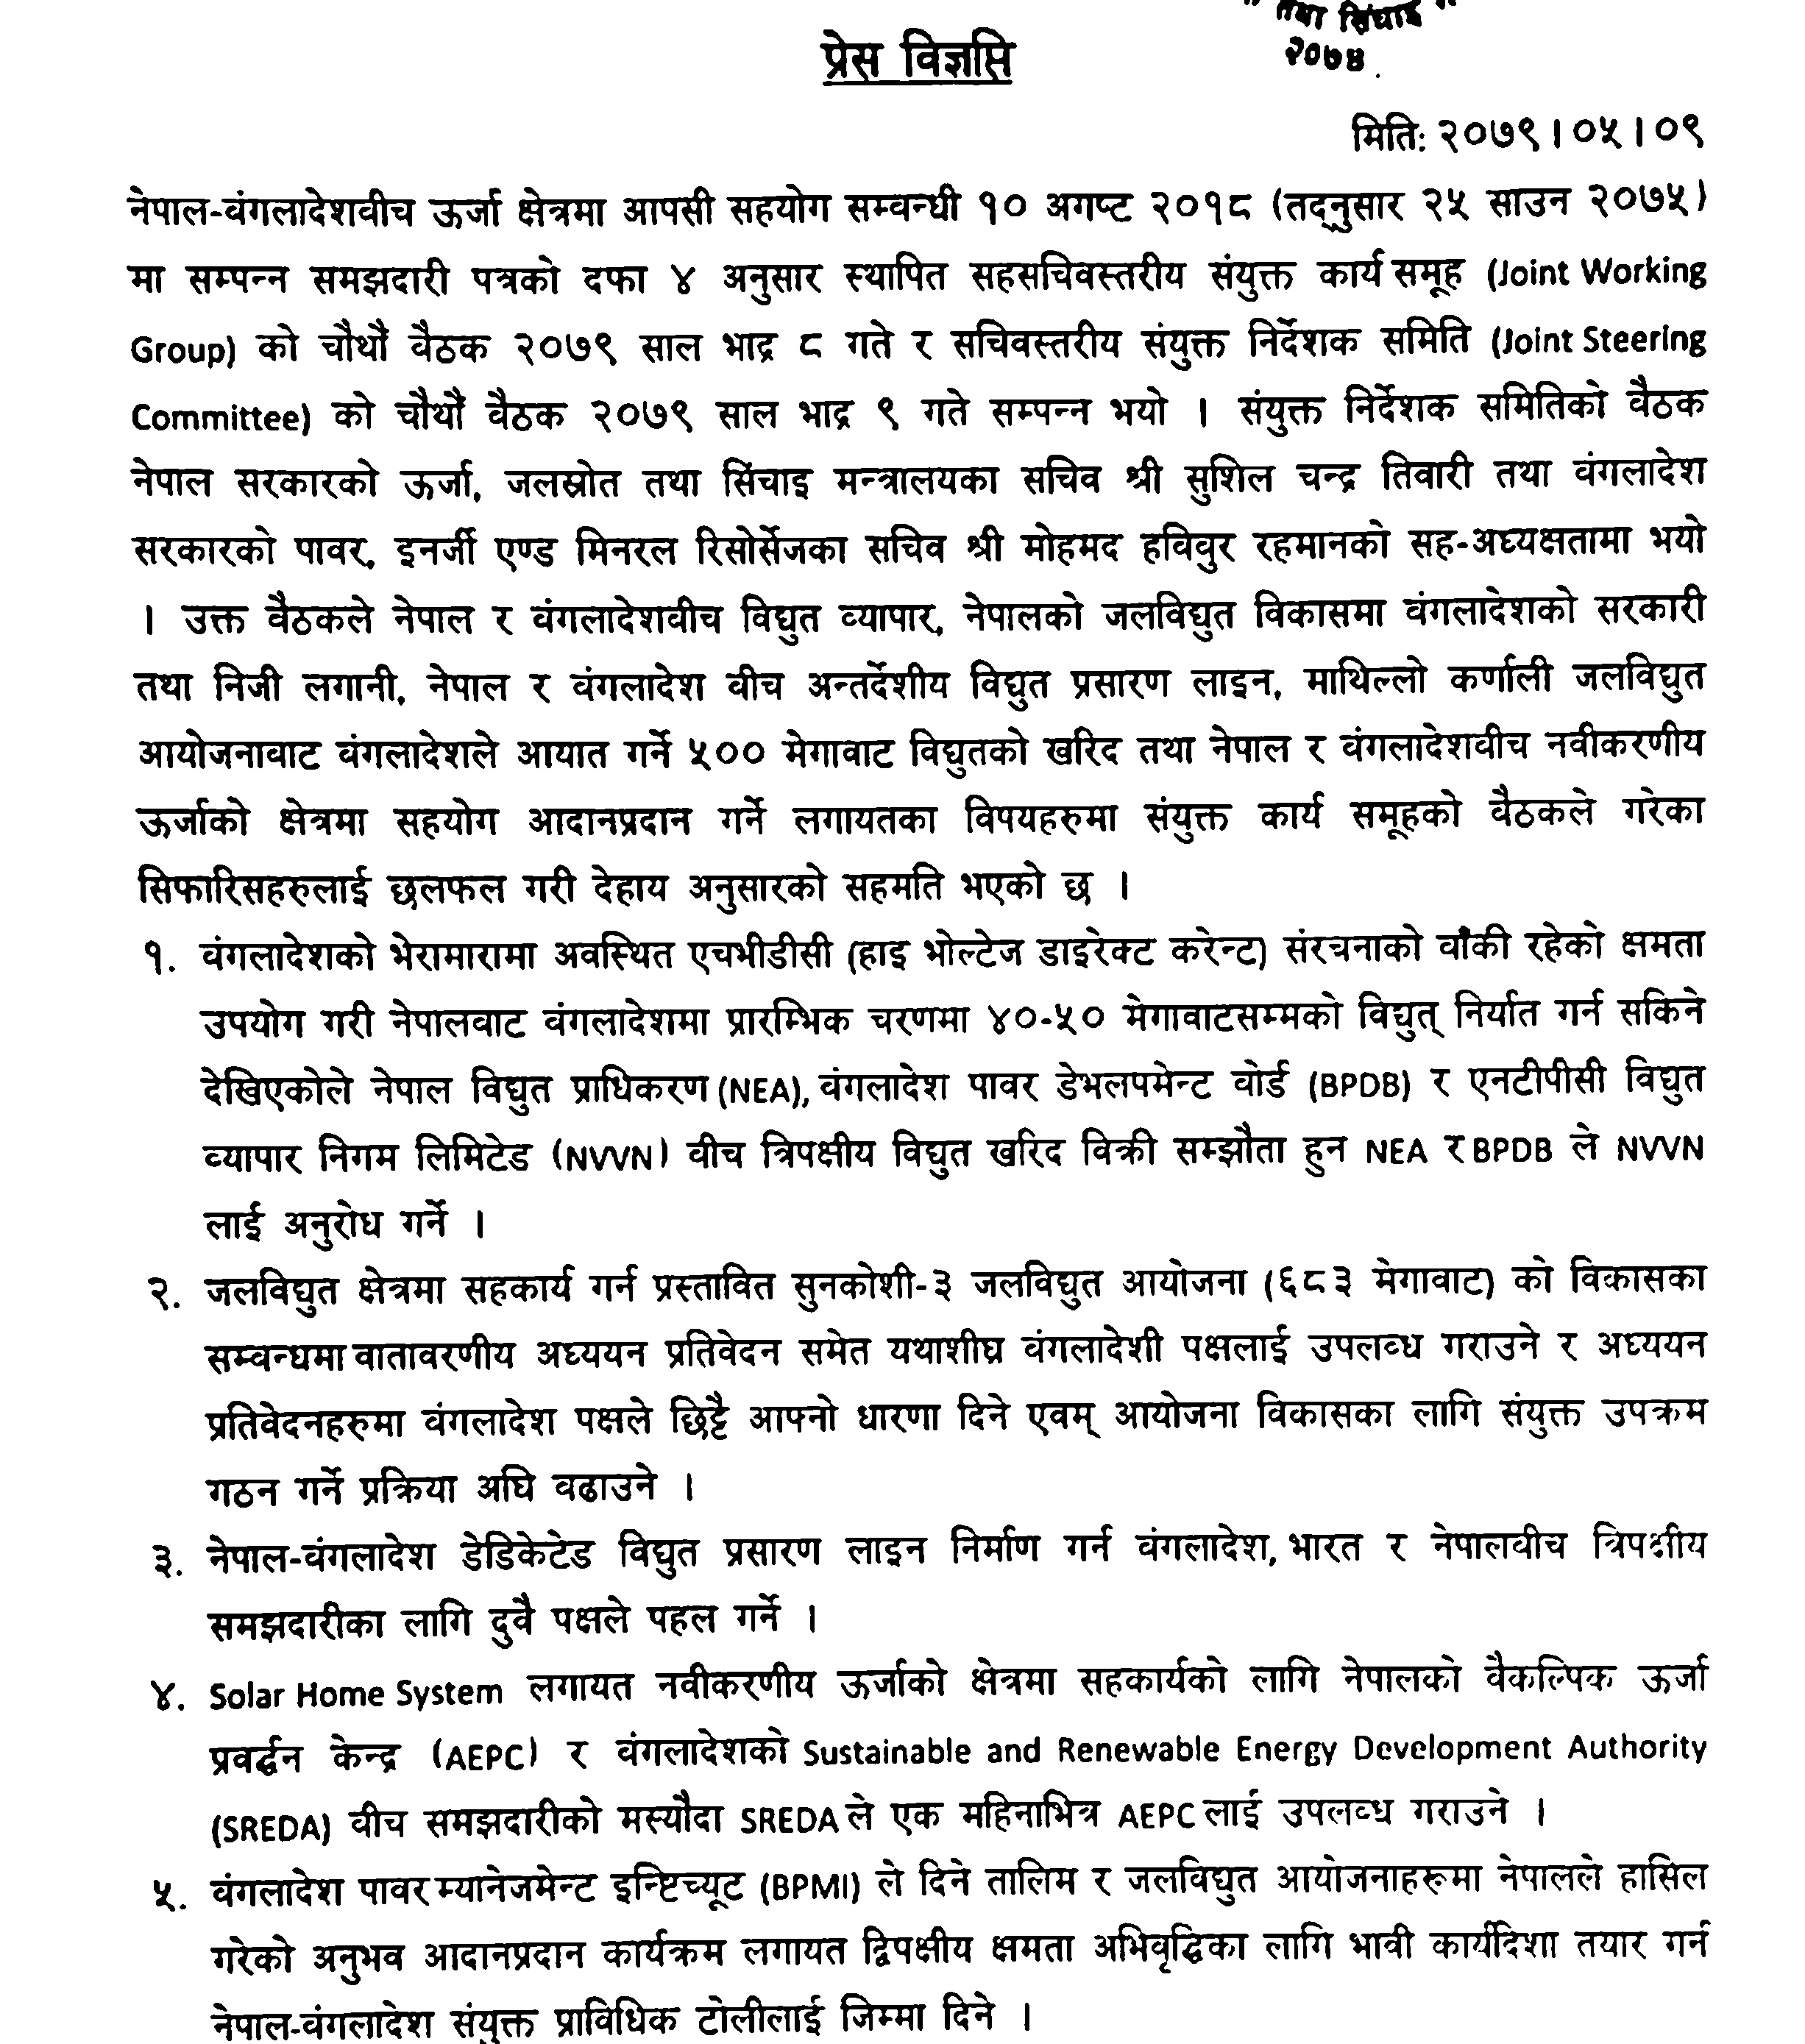 " तथा सिंचाइ "
२०७४
प्रेस विज्ञप्ति
मितिः २०७९।०५।०९
नेपाल-वंगलादेशवीच ऊर्जा क्षेत्रमा आपसी सहयोग सम्वन्धी १० अगष्ट २०१८ (तद्नुसार २५ साउन २०७५)
मा सम्पन्न समझदारी पत्रको दफा ४ अनुसार स्थापित सहसचिवस्तरीय संयुक्त कार्य समूह (Joint Working
Group) को चौथौं वैठक २०७९ साल भाद्र ८ गते र सचिवस्तरीय संयुक्त निर्देशक समिति (Joint Steering
Committee) को चौथौं वैठक २०७९ साल भाद्र ९ गते सम्पन्न भयो । संयुक्त निर्देशक समितिको वैठक
नेपाल सरकारको ऊर्जा, जलस्रोत तथा सिंचाइ मन्त्रालयका सचिव श्री सुशिल चन्द्र तिवारी तथा वंगलादेश
सरकारको पावर, इनर्जी एण्ड मिनरल रिसोर्सेजका सचिव श्री मोहमद हविवुर रहमानको सह-अध्यक्षतामा भयो
। उक्त वैठकले नेपाल र वंगलादेशवीच विद्युत व्यापार, नेपालको जलविद्युत विकासमा वंगलादेशको सरकारी
तथा निजी लगानी, नेपाल र वंगलादेश वीच अन्तर्देशीय विद्युत प्रसारण लाइन, माथिल्लो कर्णाली जलविद्युत
आयोजनावाट वंगलादेशले आयात गर्ने ५०० मेगावाट विद्युतको खरिद तथा नेपाल र वंगलादेशवीच नवीकरणीय
ऊर्जाको क्षेत्रमा सहयोग आदानप्रदान गर्ने लगायतका विषयहरुमा संयुक्त कार्य समूहको वैठकले गरेका
सिफारिसहरुलाई छलफल गरी देहाय अनुसारको सहमति भएको छ ।
१. वंगलादेशको भेरामारामा अवस्थित एचभीडीसी (हाइ भोल्टेज डाइरेक्ट करेन्ट) संरचनाको वाँकी रहेको क्षमता
उपयोग गरी नेपालवाट वंगलादेशमा प्रारम्भिक चरणमा ४०-५० मेगावाटसम्मको विद्युत् निर्यात गर्न सकिने
देखिएकोले नेपाल विद्युत प्राधिकरण (NEA), वंगलादेश पावर डेभलपमेन्ट वोर्ड (BPDB) र एनटीपीसी विद्युत
व्यापार निगम लिमिटेड (NVVN) वीच त्रिपक्षीय विद्युत खरिद विक्री सम्झौता हुन NEA र BPDB ले NVVN
लाई अनुरोध गर्ने ।
२. जलविद्युत क्षेत्रमा सहकार्य गर्न प्रस्तावित सुनकोशी-३ जलविद्युत आयोजना (६८३ मेगावाट) को विकासका
सम्वन्धमा वातावरणीय अध्ययन प्रतिवेदन समेत यथाशीघ्र वंगलादेशी पक्षलाई उपलव्ध गराउने र अध्ययन
प्रतिवेदनहरुमा वंगलादेश पक्षले छिट्टै आफ्नो धारणा दिने एवम् आयोजना विकासका लागि संयुक्त उपक्रम
गठन गर्ने प्रक्रिया अघि वढाउने ।
३. नेपाल-वंगलादेश डेडिकेटेड विद्युत प्रसारण लाइन निर्माण गर्न वंगलादेश, भारत र नेपालवीच त्रिपक्षीय
समझदारीका लागि दुवै पक्षले पहल गर्ने ।
४. Solar Home System लगायत नवीकरणीय ऊर्जाको क्षेत्रमा सहकार्यको लागि नेपालको वैकल्पिक ऊर्जा
प्रवर्द्धन केन्द्र (AEPC) र वंगलादेशको Sustainable and Renewable Energy Development Authority
(SREDA) वीच समझदारीको मस्यौदा SREDA ले एक महिनाभित्र AEPC लाई उपलव्ध गराउने ।
५. वंगलादेश पावर म्यानेजमेन्ट इन्ष्टिच्यूट (BPMI) ले दिने तालिम र जलविद्युत आयोजनाहरूमा नेपालले हासिल
गरेको अनुभव आदानप्रदान कार्यक्रम लगायत द्विपक्षीय क्षमता अभिवृद्धिका लागि भावी कार्यदिशा तयार गर्न
नेपाल-वंगलादेश संयुक्त प्राविधिक टोलीलाई जिम्मा दिने ।